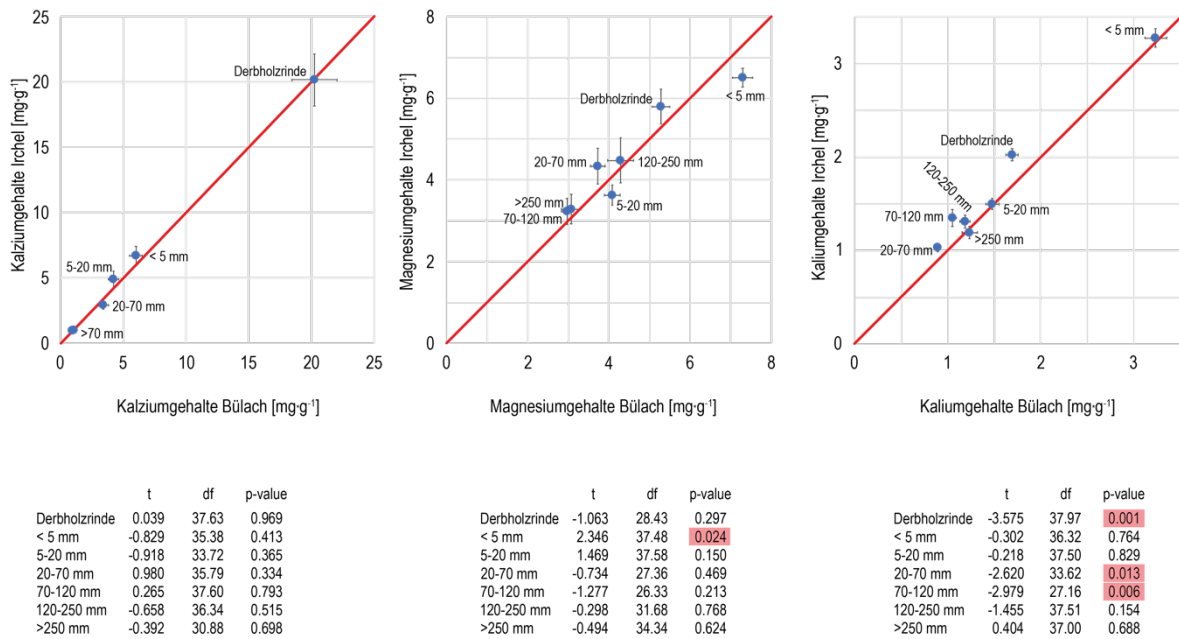 Kalziumgehalte Irchel [mg·g⁻¹]
25
20
15
10
5
0
0 5 10 15 20 25
Derbholzrinde
< 5 mm
5-20 mm
20-70 mm
>70 mm
Kalziumgehalte Bülach [mg·g⁻¹]
Magnesiumgehalte Irchel [mg·g⁻¹]
8
6
4
2
0
0 2 4 6 8
Derbholzrinde
< 5 mm
20-70 mm
120-250 mm
>250 mm
70-120 mm
5-20 mm
Magnesiumgehalte Bülach [mg·g⁻¹]
Kaliumgehalte Irchel [mg·g⁻¹]
3
2
1
0
0 1 2 3
< 5 mm
Derbholzrinde
120-250 mm
5-20 mm
70-120 mm
>250 mm
20-70 mm
Kaliumgehalte Bülach [mg·g⁻¹]
t df p-value
Derbholzrinde 0.039 37.63 0.969
< 5 mm -0.829 35.38 0.413
5-20 mm -0.918 33.72 0.365
20-70 mm 0.980 35.79 0.334
70-120 mm 0.265 37.60 0.793
120-250 mm -0.658 36.34 0.515
>250 mm -0.392 30.88 0.698
t df p-value
Derbholzrinde -1.063 28.43 0.297
< 5 mm 2.346 37.48 0.024
5-20 mm 1.469 37.58 0.150
20-70 mm -0.734 27.36 0.469
70-120 mm -1.277 26.33 0.213
120-250 mm -0.298 31.68 0.768
>250 mm -0.494 34.34 0.624
t df p-value
Derbholzrinde -3.575 37.97 0.001
< 5 mm -0.302 36.32 0.764
5-20 mm -0.218 37.50 0.829
20-70 mm -2.620 33.62 0.013
70-120 mm -2.979 27.16 0.006
120-250 mm -1.455 37.51 0.154
>250 mm 0.404 37.00 0.688